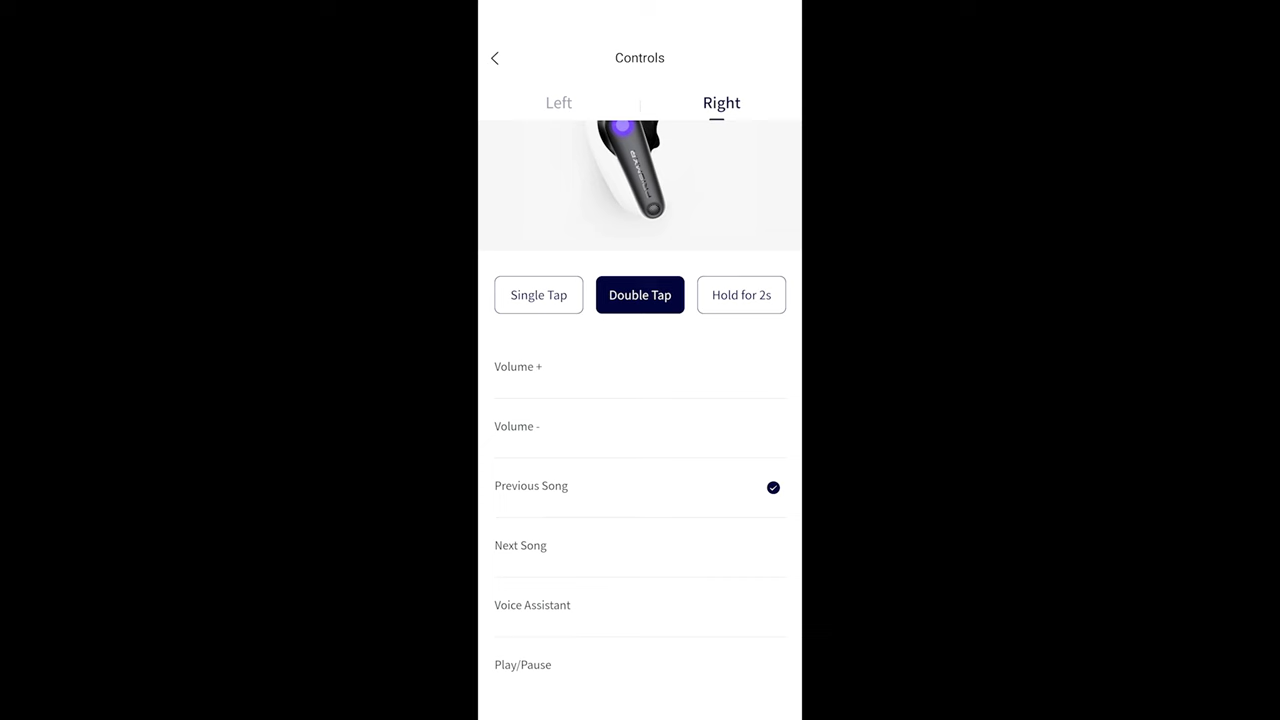 Controls
Left
Right
Single Tap
Double Tap
Hold for 2s
Volume +
Volume -
Previous Song
Next Song
Voice Assistant
Play/Pause